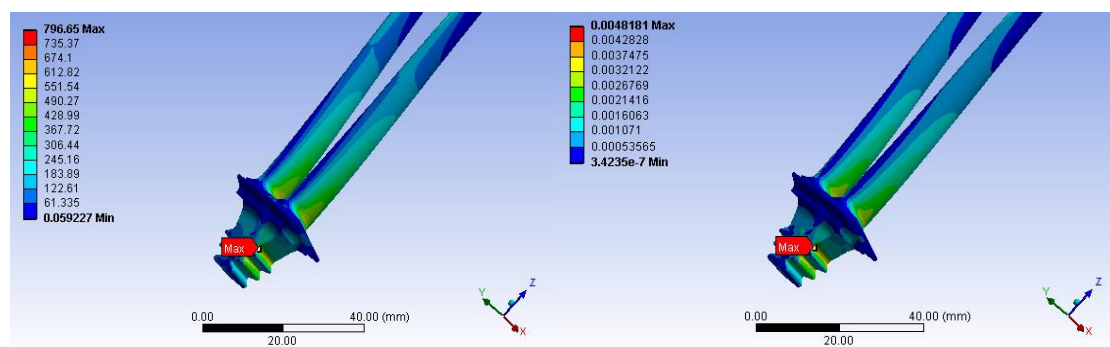 796.65 Max
735.37
674.1
612.82
551.54
490.27
428.99
367.72
306.44
245.16
183.89
122.61
61.335
0.059227 Min
Max
0.00
40.00 (mm)
20.00
Y
Z
X
0.0048181 Max
0.0042828
0.0037475
0.0032122
0.0026769
0.0021416
0.0016063
0.001071
0.00053565
3.4235e-7 Min
Max
0.00
40.00 (mm)
20.00
Y
Z
X